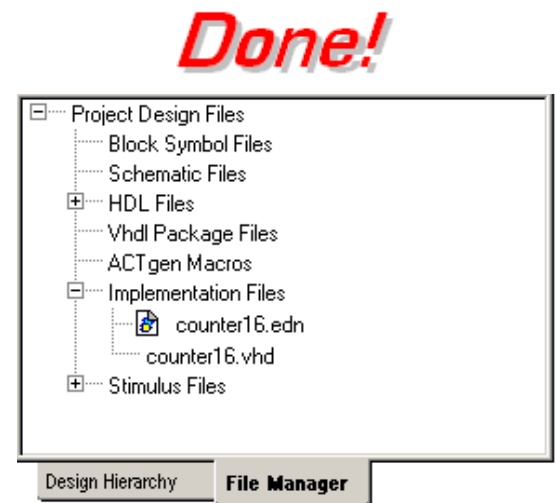 Done!
Project Design Files
Block Symbol Files
Schematic Files
HDL Files
Vhdl Package Files
ACTgen Macros
Implementation Files
counter16.edn
counter16.vhd
Stimulus Files
Design Hierarchy File Manager